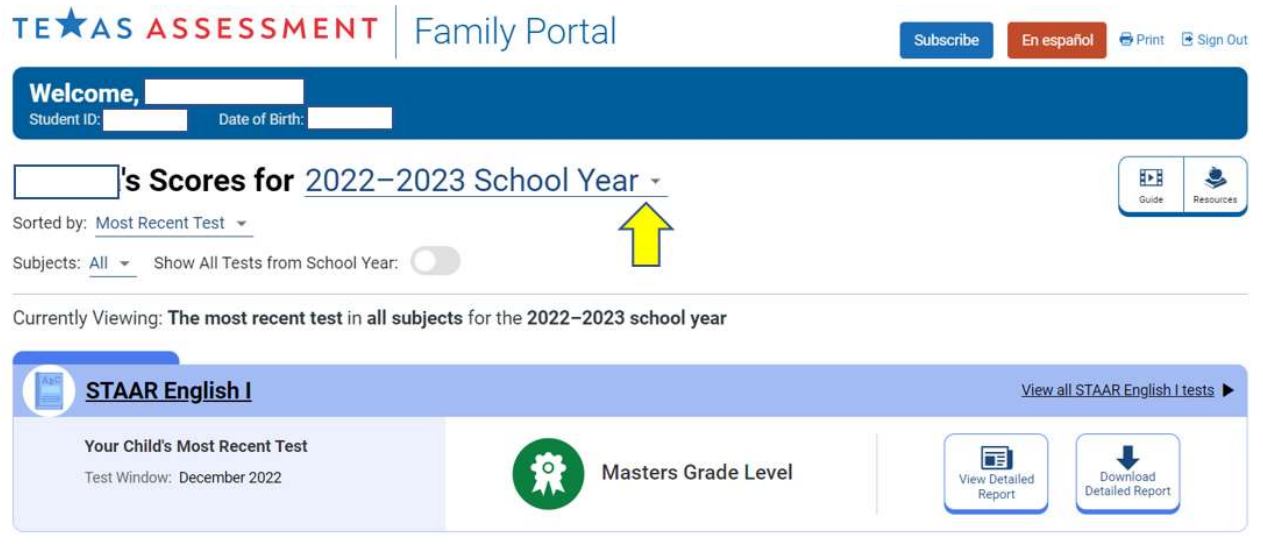 TEXAS ASSESSMENT Family Portal
Subscribe En español Print Sign Out
Welcome,
Student ID: Date of Birth:
's Scores for 2022–2023 School Year
Guide Resources
Sorted by: Most Recent Test
Subjects: All Show All Tests from School Year:
Currently Viewing: The most recent test in all subjects for the 2022–2023 school year
STAAR English I
View all STAAR English I tests
Your Child's Most Recent Test
Test Window: December 2022
Masters Grade Level
View Detailed
Report
Download
Detailed Report